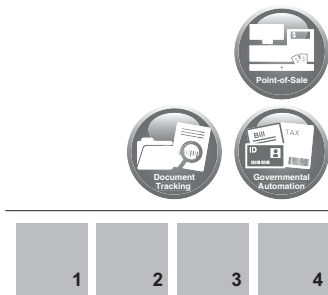 $
$ $
Point-of-Sale
Document
Tracking
Bill
TAX
ID
Governmental
Automation
1 2 3 4